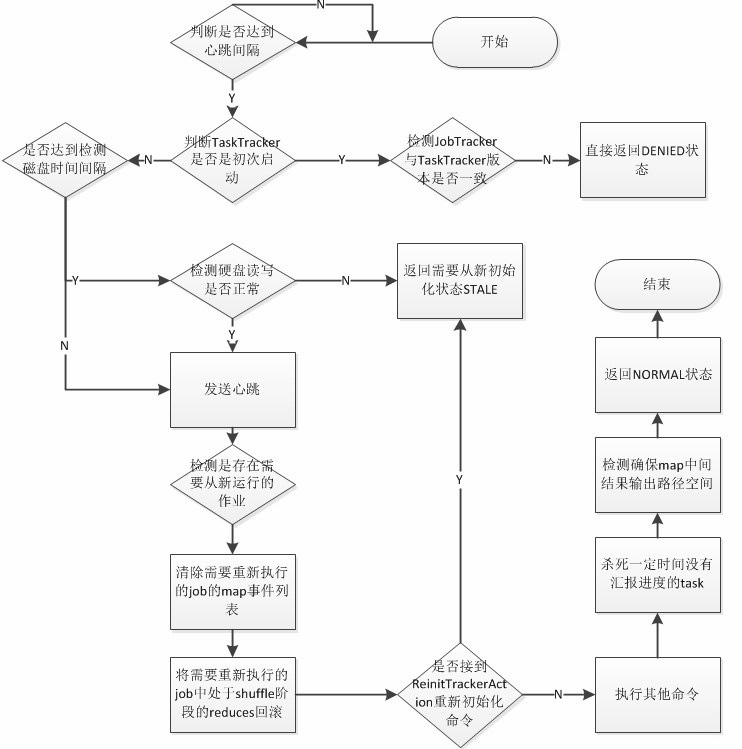 N
判断是否达到
心跳间隔
开始
Y
是否达到检测
磁盘时间间隔
N
判断TaskTracker
是否是初次启
动
Y
检测JobTracker
与TaskTracker版
本是否一致
N
直接返回DENIED状
态
Y
检测硬盘读写
是否正常
N
返回需要从新初始
化状态STALE
结束
Y
N
发送心跳
返回NORMAL状态
检测是存在需
要从新运行的
作业
Y
检测确保map中间
结果输出路径空间
清除需要重新执行
的job的map事件列
表
杀死一定时间没有
汇报进度的task
将需要重新执行的
job中处于shuffle阶
段的reduces回滚
是否接到
ReinitTrackerAct
ion重新初始化
命令
N
执行其他命令